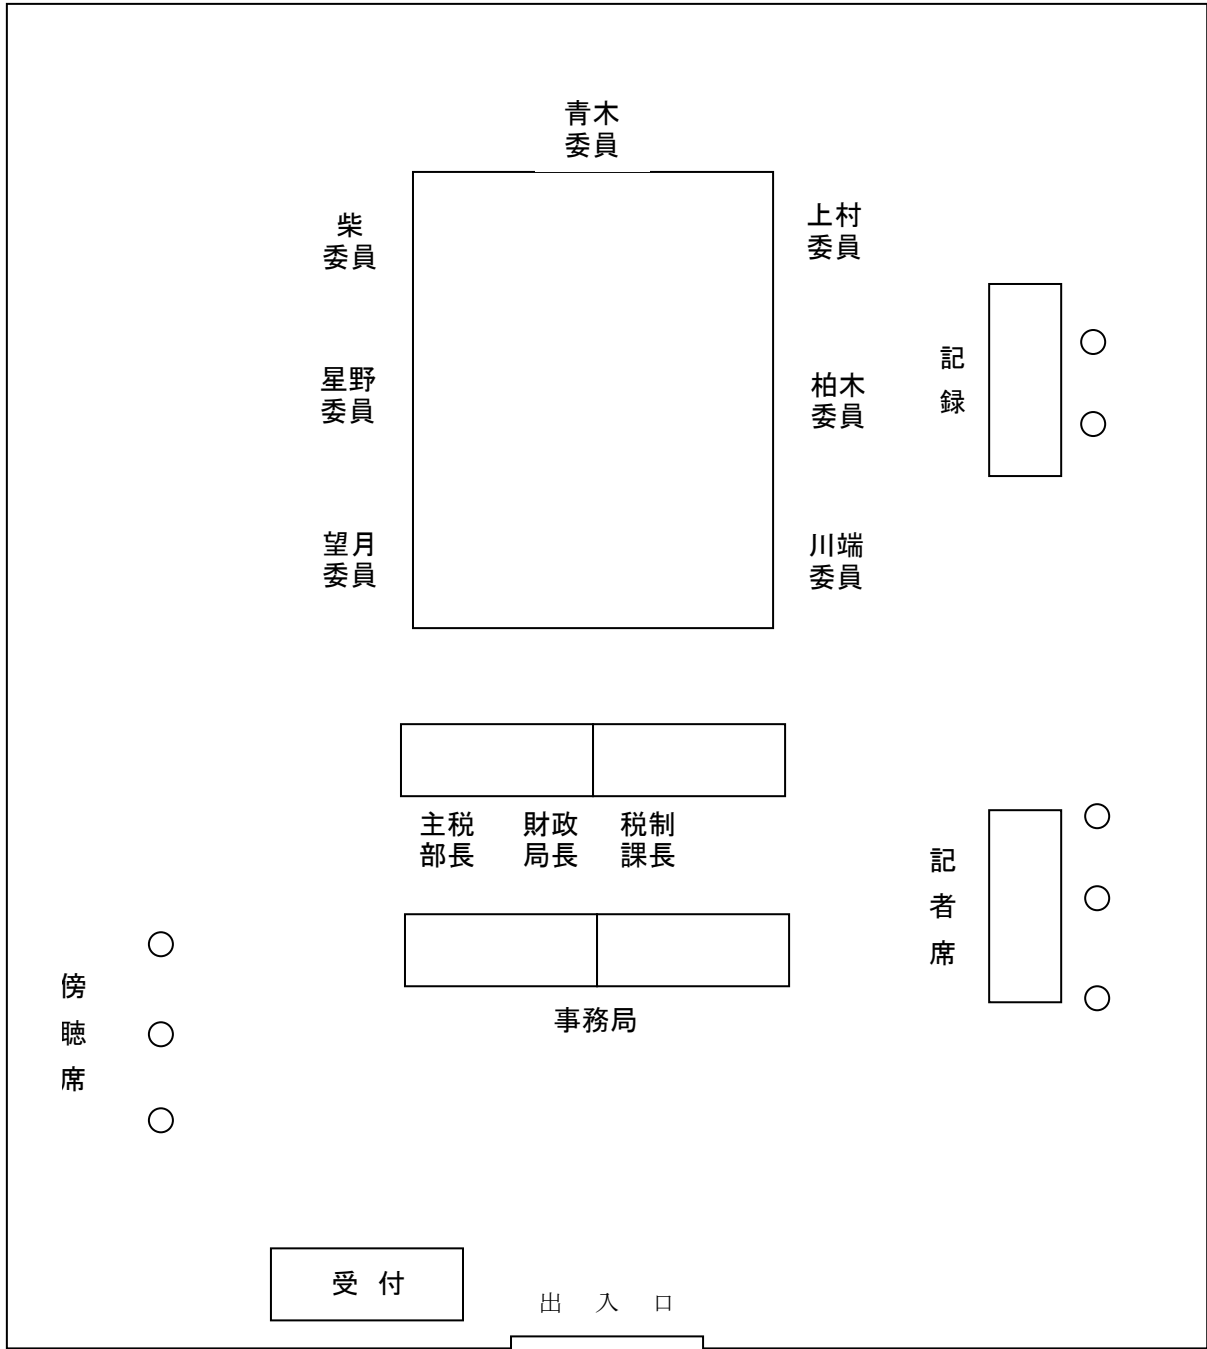 青木
委員
柴
委員
上村
委員
星野
委員
柏木
委員
記
録
望月
委員
川端
委員
主税
部長
財政
局長
税制
課長
記
者
席
傍
聴
席
事務局
受 付
出 入 口